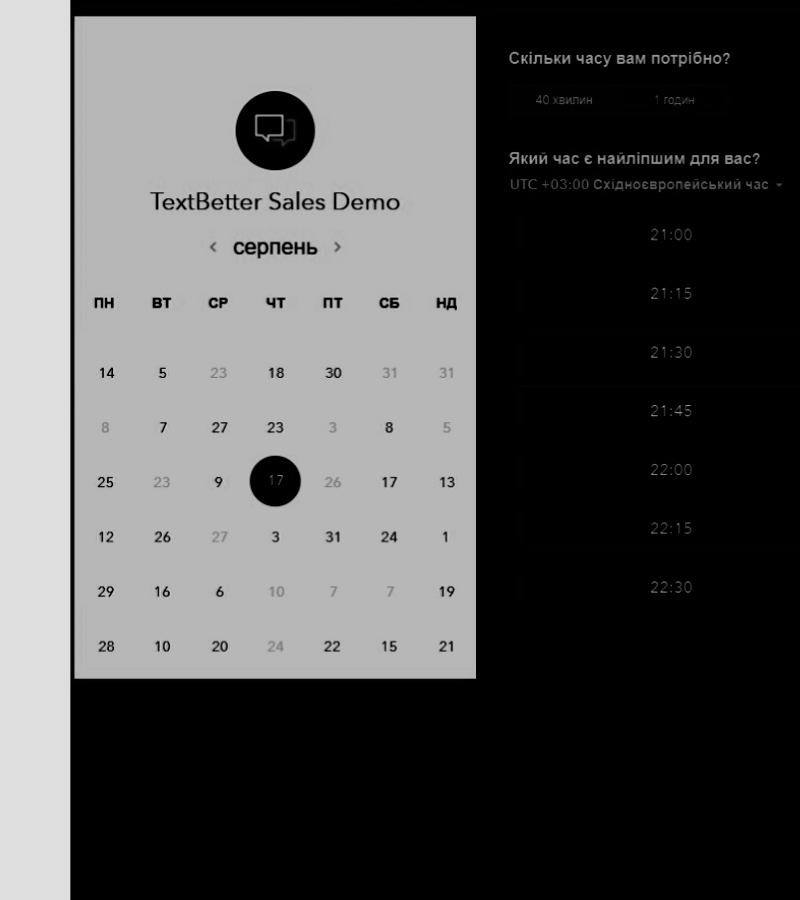 TextBetter Sales Demo
< серпень >
ПН ВТ СР ЧТ ПТ СБ НД
14 5 23 18 30 31 31
8 7 27 23 3 8 5
25 23 9 17 26 17 13
12 26 27 3 31 24 1
29 16 6 10 7 7 19
28 10 20 24 22 15 21
Скільки часу вам потрібно?
40 хвилин 1 годин
Який час є найліпшим для вас?
UTC +03:00 Східноєвропейський час
21:00
21:15
21:30
21:45
22:00
22:15
22:30